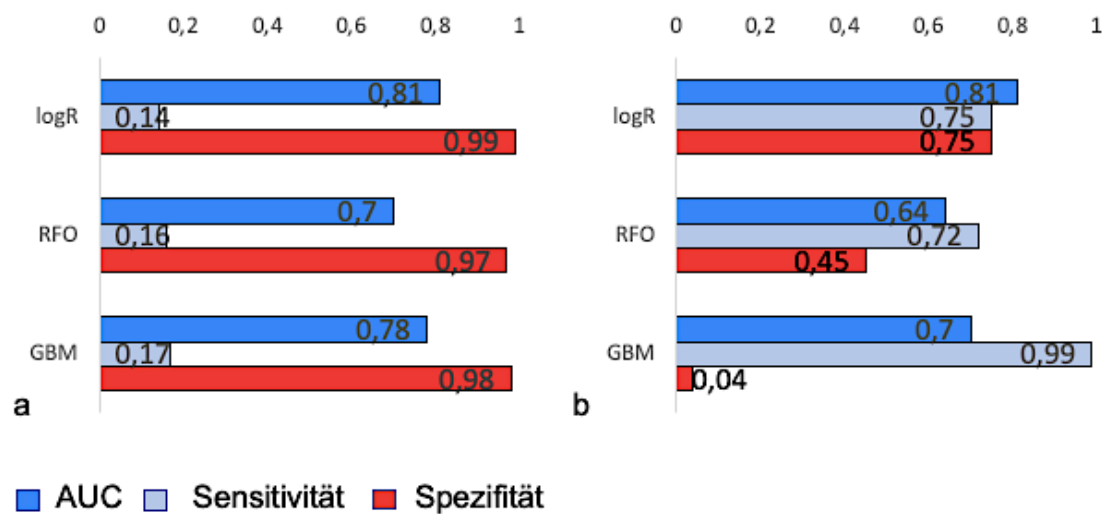 0 0,2 0,4 0,6 0,8 1
logR
0,81
0,14
0,99
RFO
0,7
0,16
0,97
GBM
0,78
0,17
0,98
a
0 0,2 0,4 0,6 0,8 1
logR
0,81
0,75
0,75
RFO
0,64
0,72
0,45
GBM
0,7
0,99
0,04
b
AUC Sensitivität Spezifität